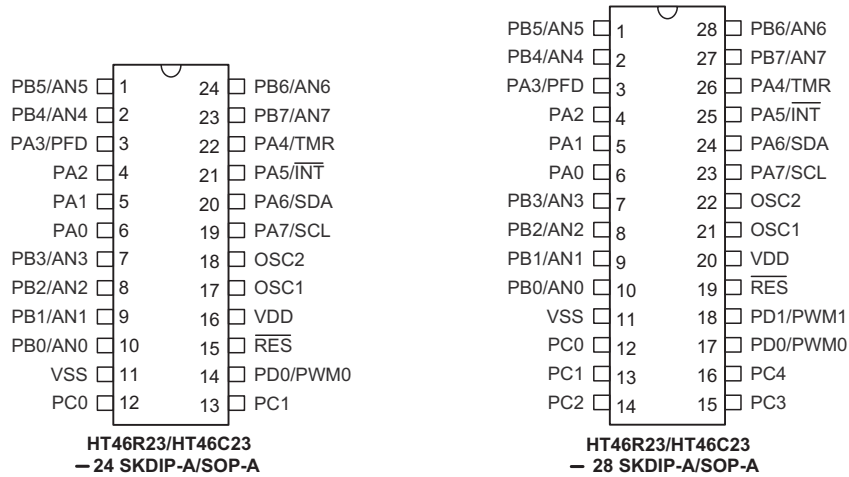 PB5/AN5 1 24 PB6/AN6
PB4/AN4 2 23 PB7/AN7
PA3/PFD 3 22 PA4/TMR
PA2 4 21 PA5/INT
PA1 5 20 PA6/SDA
PA0 6 19 PA7/SCL
PB3/AN3 7 18 OSC2
PB2/AN2 8 17 OSC1
PB1/AN1 9 16 VDD
PB0/AN0 10 15 RES
VSS 11 14 PD0/PWM0
PC0 12 13 PC1
HT46R23/HT46C23
– 24 SKDIP-A/SOP-A
PB5/AN5 1 28 PB6/AN6
PB4/AN4 2 27 PB7/AN7
PA3/PFD 3 26 PA4/TMR
PA2 4 25 PA5/INT
PA1 5 24 PA6/SDA
PA0 6 23 PA7/SCL
PB3/AN3 7 22 OSC2
PB2/AN2 8 21 OSC1
PB1/AN1 9 20 VDD
PB0/AN0 10 19 RES
VSS 11 18 PD1/PWM1
PC0 12 17 PD0/PWM0
PC1 13 16 PC4
PC2 14 15 PC3
HT46R23/HT46C23
– 28 SKDIP-A/SOP-A